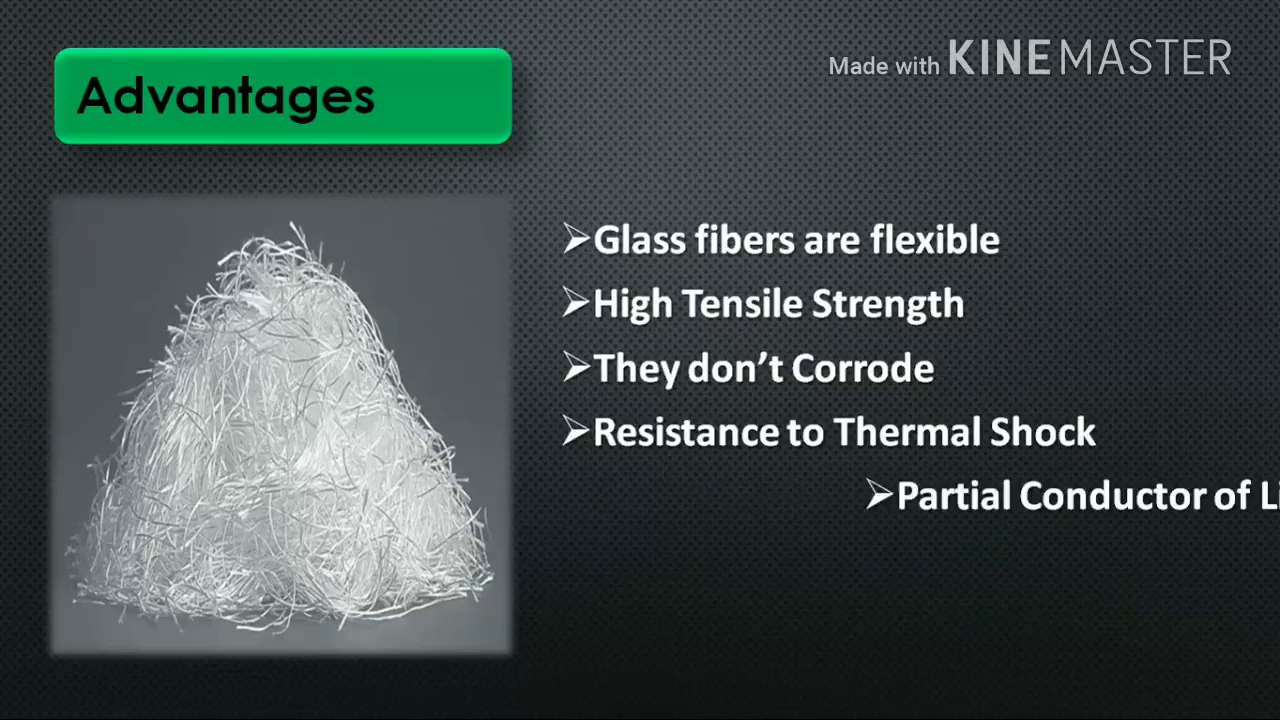 Advantages
Made with KINEMASTER
➢Glass fibers are flexible
➢High Tensile Strength
➢They don’t Corrode
➢Resistance to Thermal Shock
➢Partial Conductor of